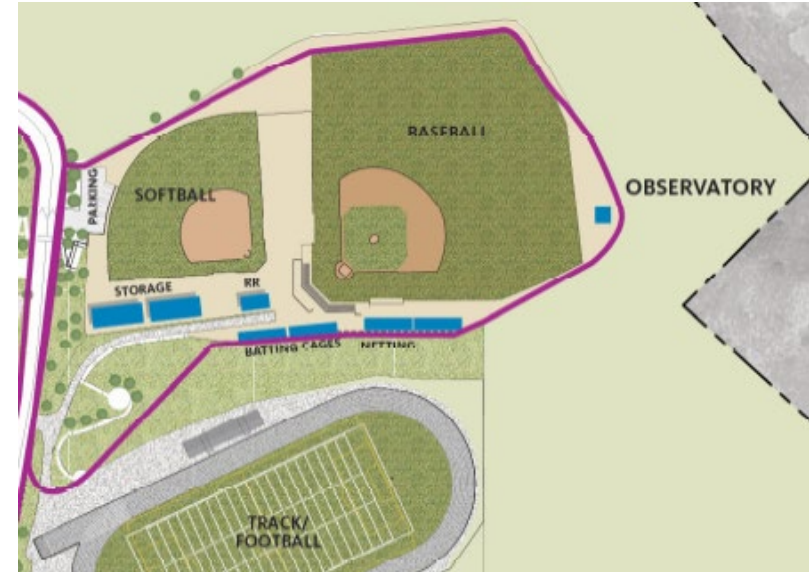 BASEBALL
OBSERVATORY
PARKING
SOFTBALL
STORAGE
RR
BATTING CAGES
NETTING
TRACK/
FOOTBALL